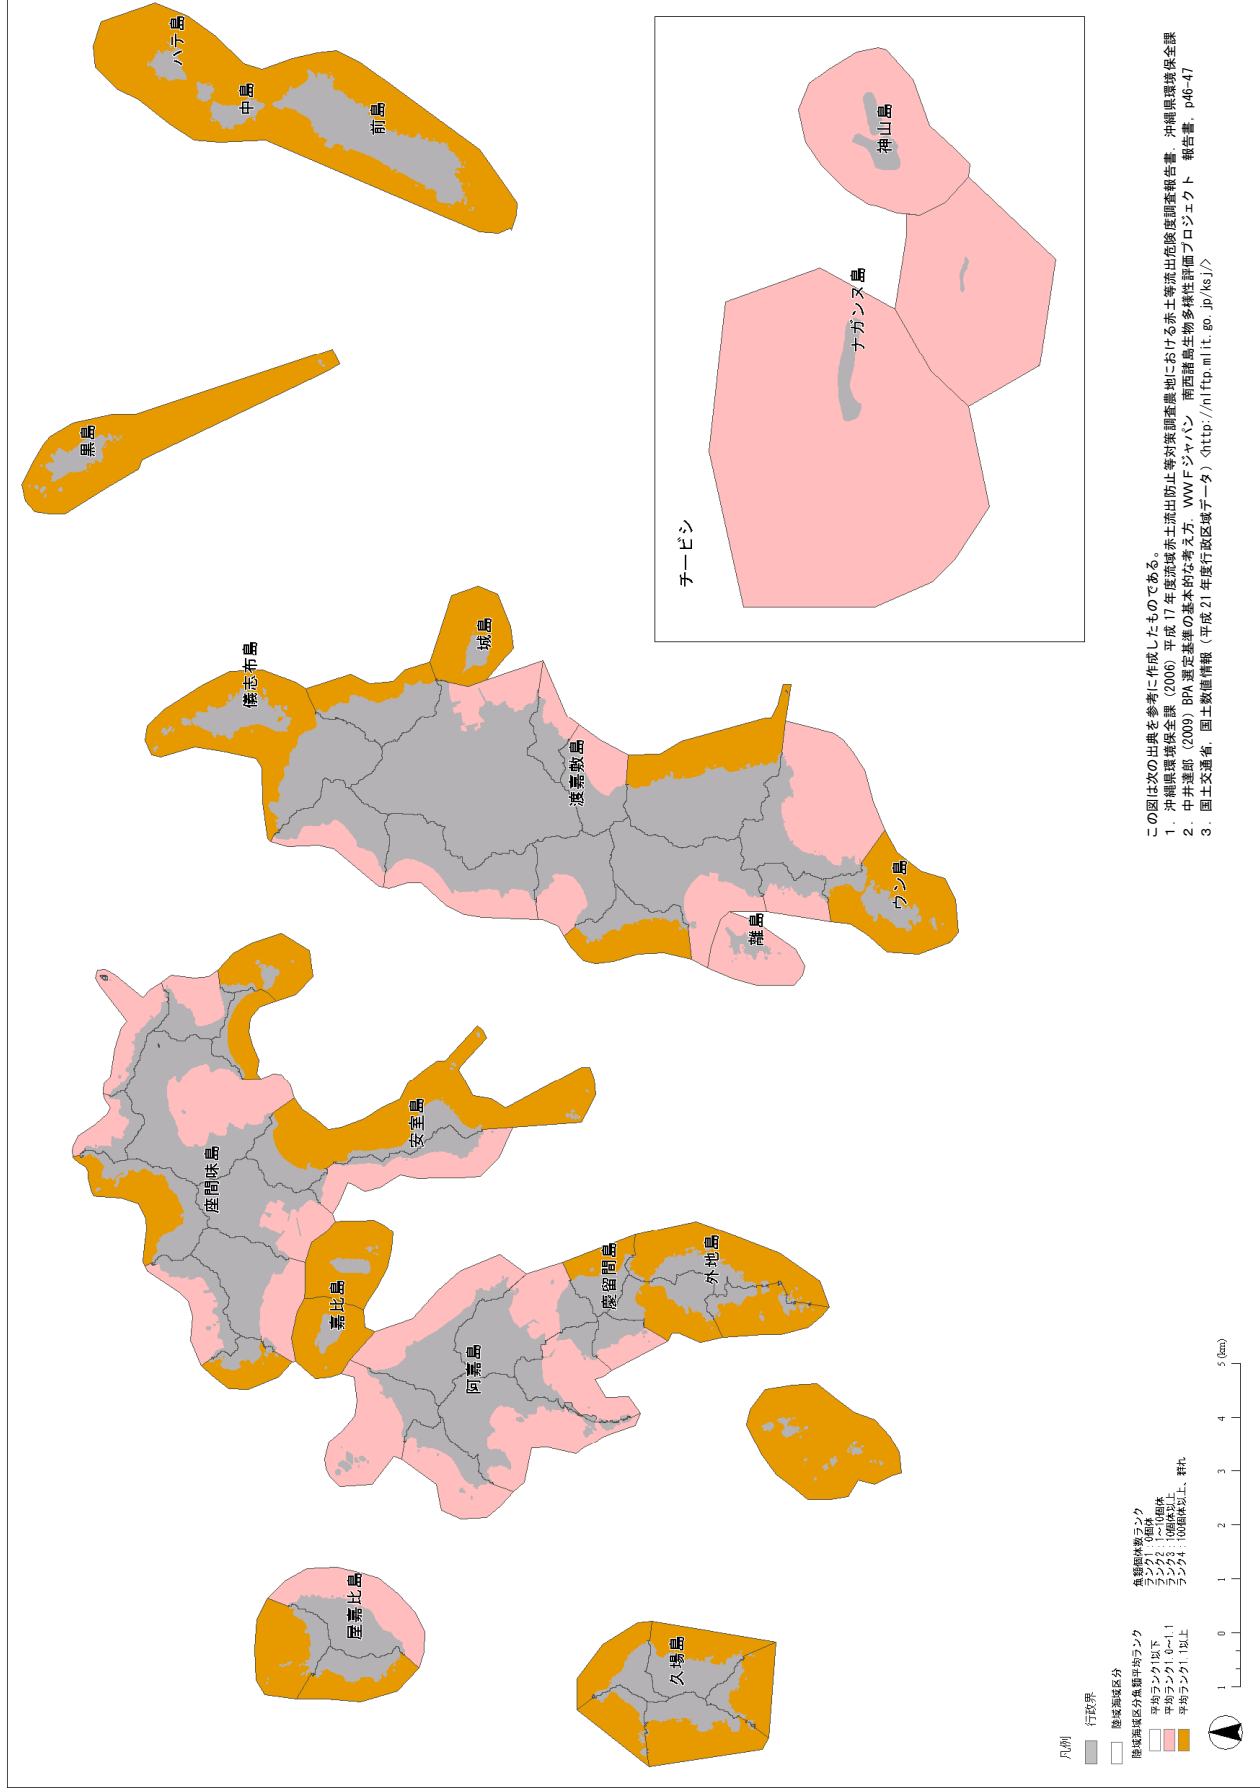 ハテ島
中島
前島
黒島
儀志布島
城島
渡嘉敷島
離島
ウン島
座間味島
安室島
嘉比島
阿嘉島
慶留間島
外地島
屋嘉比島
久場島
チービシ
ナガンヌ島
神山島
この図は次の出典を参考に作成したものである。
1. 沖縄県環境保全課 (2006) 平成17年度流域赤土流出防止等対策調査農地における赤土等流出危険度調査報告書. 沖縄県環境保全課
2. 中井達郎 (2009) BPA選定基準の基本的な考え方. WWFジャパン 南西諸島生物多様性評価プロジェクト 報告書, p46-47
3. 国土交通省, 国土数値情報 (平成21年度行政区域データ) <http://nlftp.mlit.go.jp/ksj/>
凡例
行政界
陸域海域区分
陸域海域区分魚類平均ランク
平均ランク1以下
平均ランク1.0~1.1
平均ランク1.1以上
魚類個体数ランク
ランク1:0個体
ランク2:1~10個体
ランク3:10個体以上
ランク4:100個体以上、群れ
1 0 1 2 3 4 5 (km)